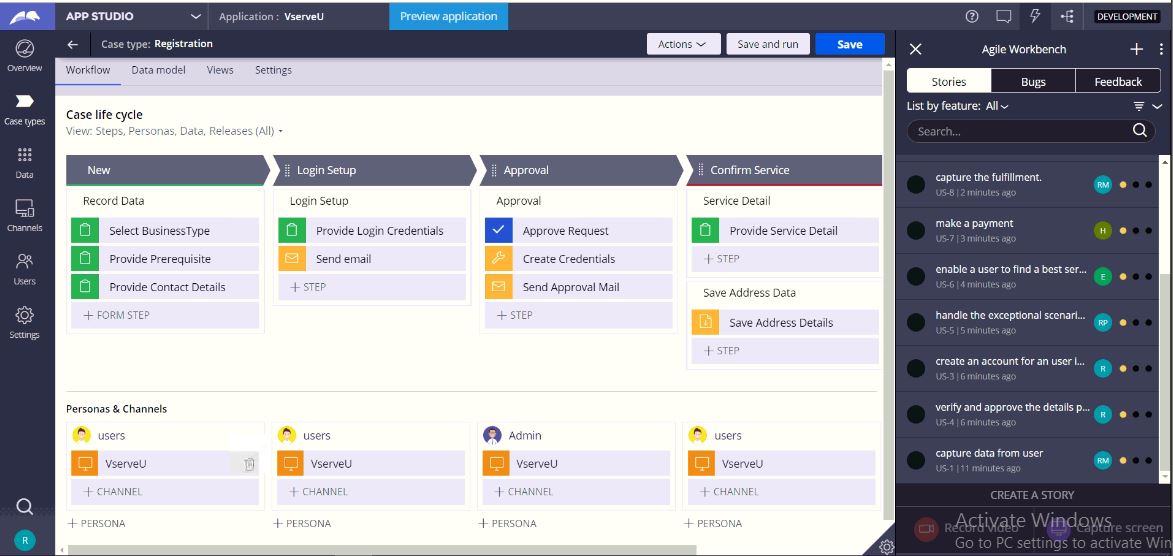 APP STUDIO
Application : VserveU
Preview application
DEVELOPMENT
Overview
Case types
Data
Channels
Users
Settings
R
Case type: Registration
Actions
Save and run
Save
Workflow
Data model
Views
Settings
Case life cycle
View: Steps, Personas, Data, Releases (All)
New
Login Setup
Approval
Confirm Service
Record Data
Select BusinessType
Provide Prerequisite
Provide Contact Details
+ FORM STEP
Login Setup
Provide Login Credentials
Send email
+ STEP
Approval
Approve Request
Create Credentials
Send Approval Mail
+ STEP
Service Detail
Provide Service Detail
+ STEP
Save Address Data
Save Address Details
+ STEP
Personas & Channels
users
VserveU
+ CHANNEL
+ PERSONA
users
VserveU
+ CHANNEL
+ PERSONA
Admin
VserveU
+ CHANNEL
+ PERSONA
users
VserveU
+ CHANNEL
+ PERSONA
Agile Workbench
Stories
Bugs
Feedback
List by feature: All
Search...
capture the fulfillment.
US-8 | 2 minutes ago
RM
make a payment
US-7 | 3 minutes ago
H
enable a user to find a best ser...
US-6 | 4 minutes ago
E
handle the exceptional scenari...
US-5 | 5 minutes ago
RP
create an account for an user i...
US-3 | 6 minutes ago
R
verify and approve the details p...
US-4 | 6 minutes ago
R
capture data from user
US-1 | 11 minutes ago
RM
CREATE A STORY
Record video
Capture screen
Activate Windows
Go to PC settings to activate Win